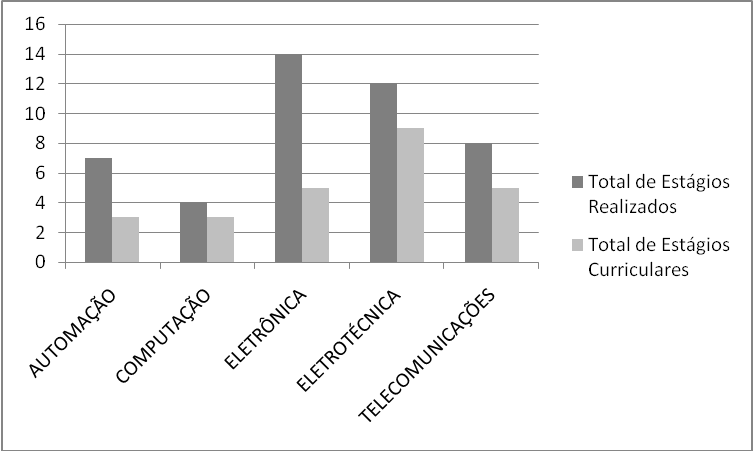 16
14
12
10
8
6
4
2
0
AUTOMAÇÃO
COMPUTAÇÃO
ELETRÔNICA
ELETROTÉCNICA
TELECOMUNICAÇÕES
Total de Estágios
Realizados
Total de Estágios
Curriculares